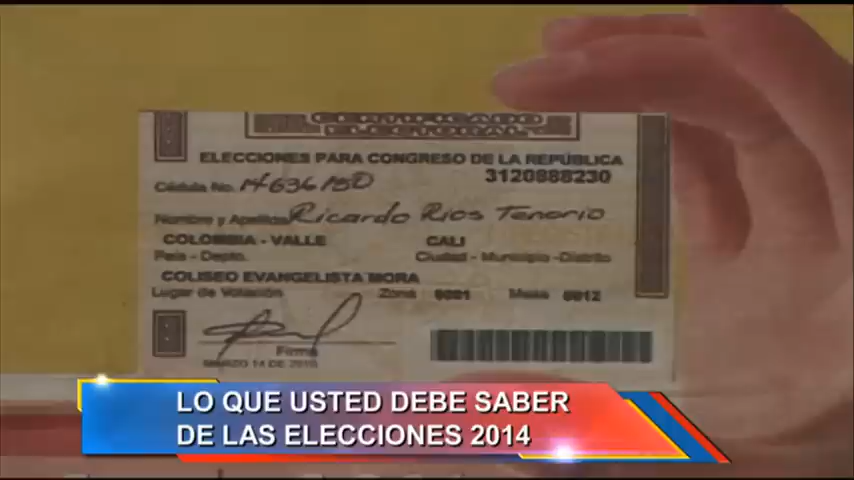 CERTIFICADO
ELECTORAL
ELECCIONES PARA CONGRESO DE LA REPÚBLICA
3120888230
Cédula No. 14636150
Nombre y Apellidos Ricardo Rios Tenorio
COLOMBIA - VALLE CALI
País - Depto. Ciudad - Municipio - Distrito
COLISEO EVANGELISTA MORA
Lugar de Votación Zona Mesa 0012
Firma
MARZO 14 DE 2010
LO QUE USTED DEBE SABER
DE LAS ELECCIONES 2014